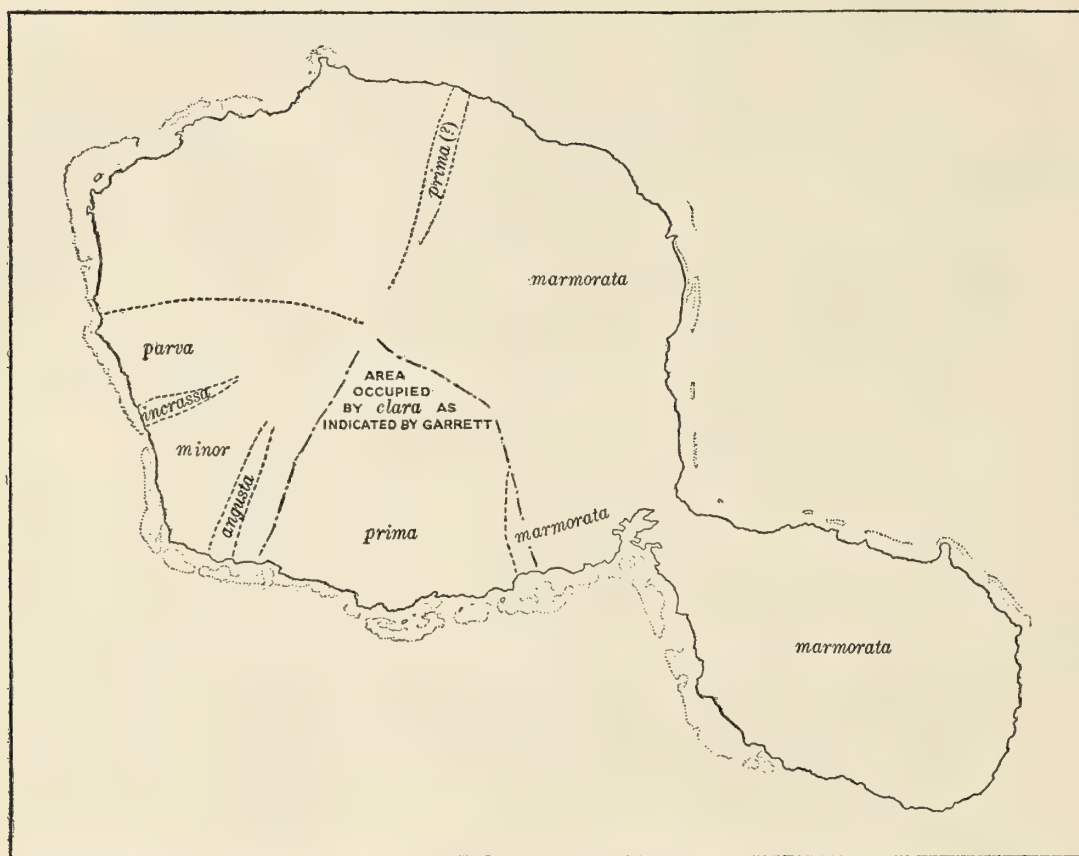 prima (?)
marmorata
parva
AREA
OCCUPIED
BY clara AS
INDICATED BY GARRETT
incrassa
minor
angusta
prima
marmorata
marmorata